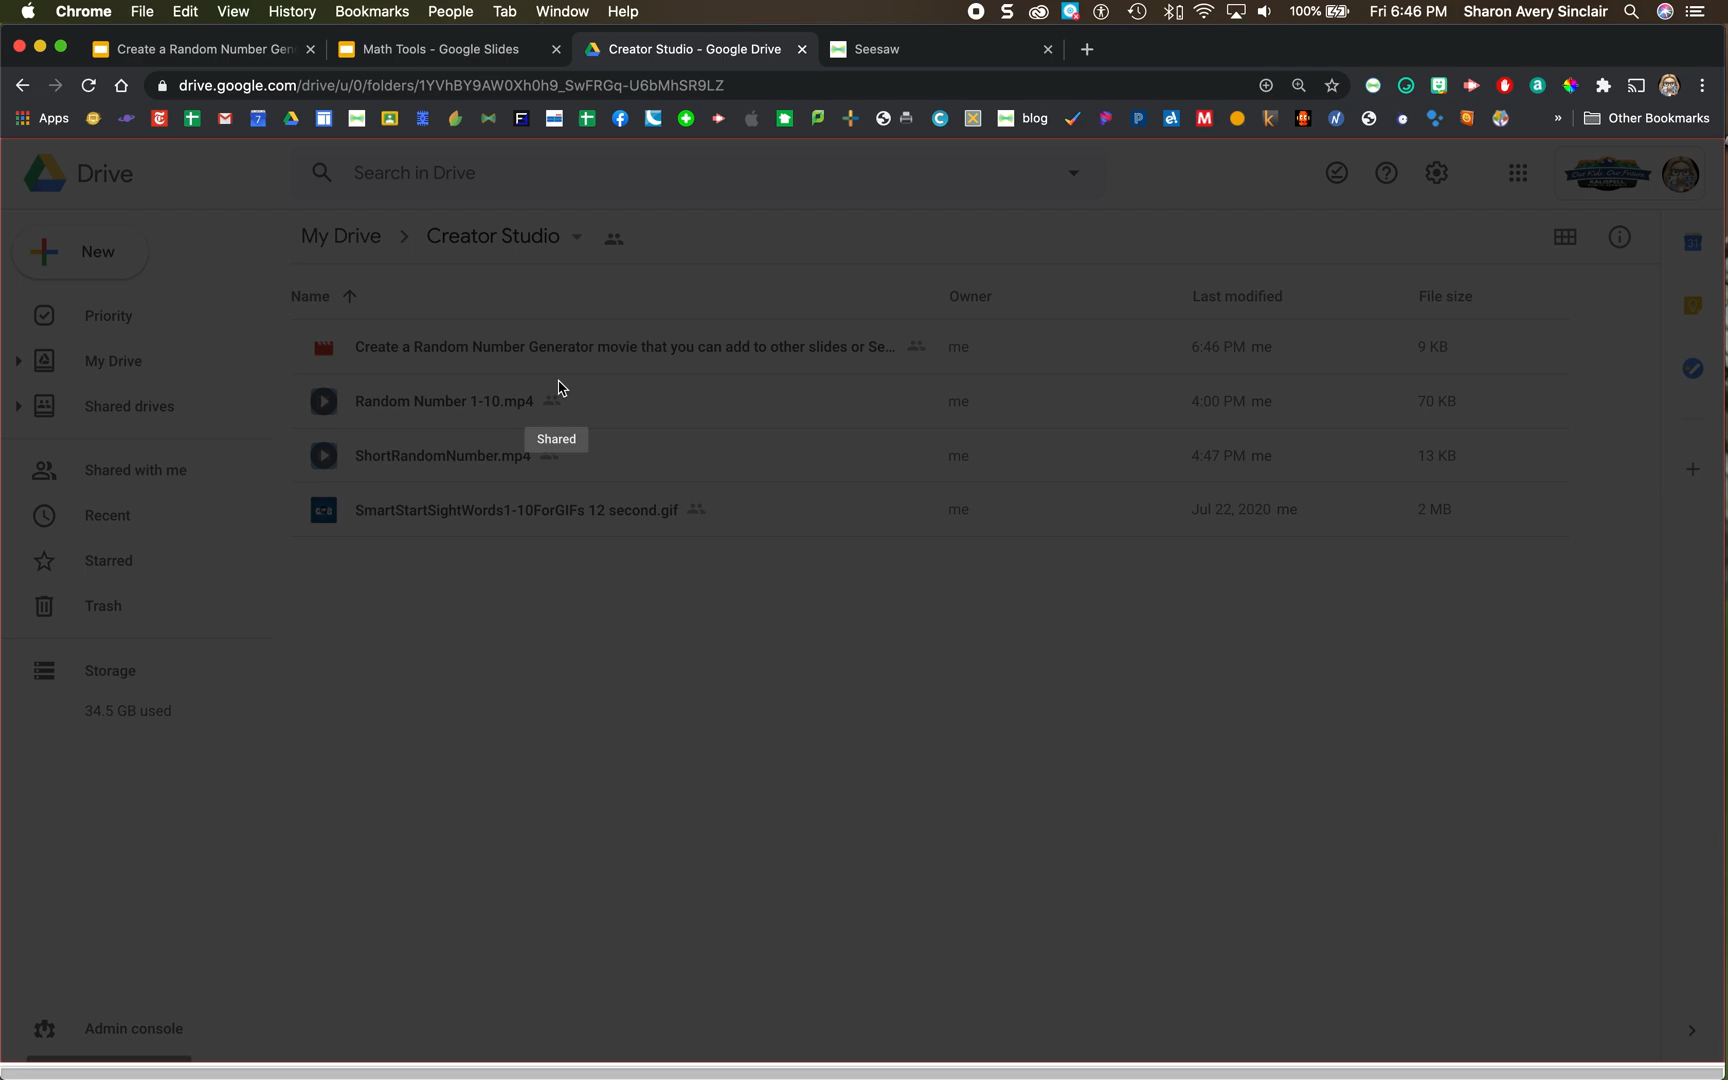 Chrome File Edit View History Bookmarks People Tab Window Help 100% Fri 6:46 PM Sharon Avery Sinclair
Create a Random Number Gen Math Tools - Google Slides Creator Studio - Google Drive Seesaw
drive.google.com/drive/u/0/folders/1YVhBY9AW0Xh0h9_SwFRGq-U6bMhSR9LZ
Apps blog » Other Bookmarks
Drive Search in Drive
My Drive > Creator Studio
New
Name Owner Last modified File size
Priority
Create a Random Number Generator movie that you can add to other slides or Se... me 6:46 PM me 9 KB
My Drive
Random Number 1-10.mp4 me 4:00 PM me 70 KB
Shared drives
Shared
ShortRandomNumber.mp4 me 4:47 PM me 13 KB
Shared with me
SmartStartSightWords1-10ForGIFs 12 second.gif me Jul 22, 2020 me 2 MB
Recent
Starred
Trash
Storage
34.5 GB used
Admin console